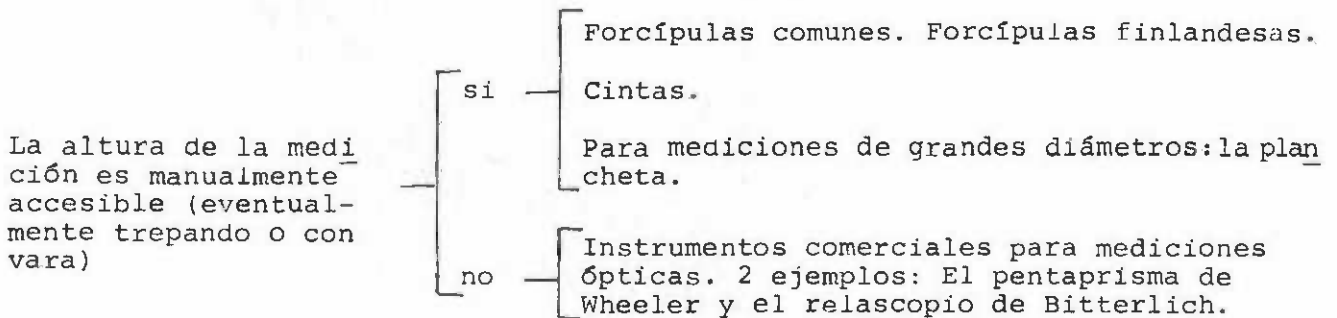 La altura de la medi
ción es manualmente
accesible (eventual-
mente trepando o con
vara)
si
Forcípulas comunes. Forcípulas finlandesas.
Cintas.
Para mediciones de grandes diámetros:la plan
cheta.
no
Instrumentos comerciales para mediciones
ópticas. 2 ejemplos: El pentaprisma de
Wheeler y el relascopio de Bitterlich.